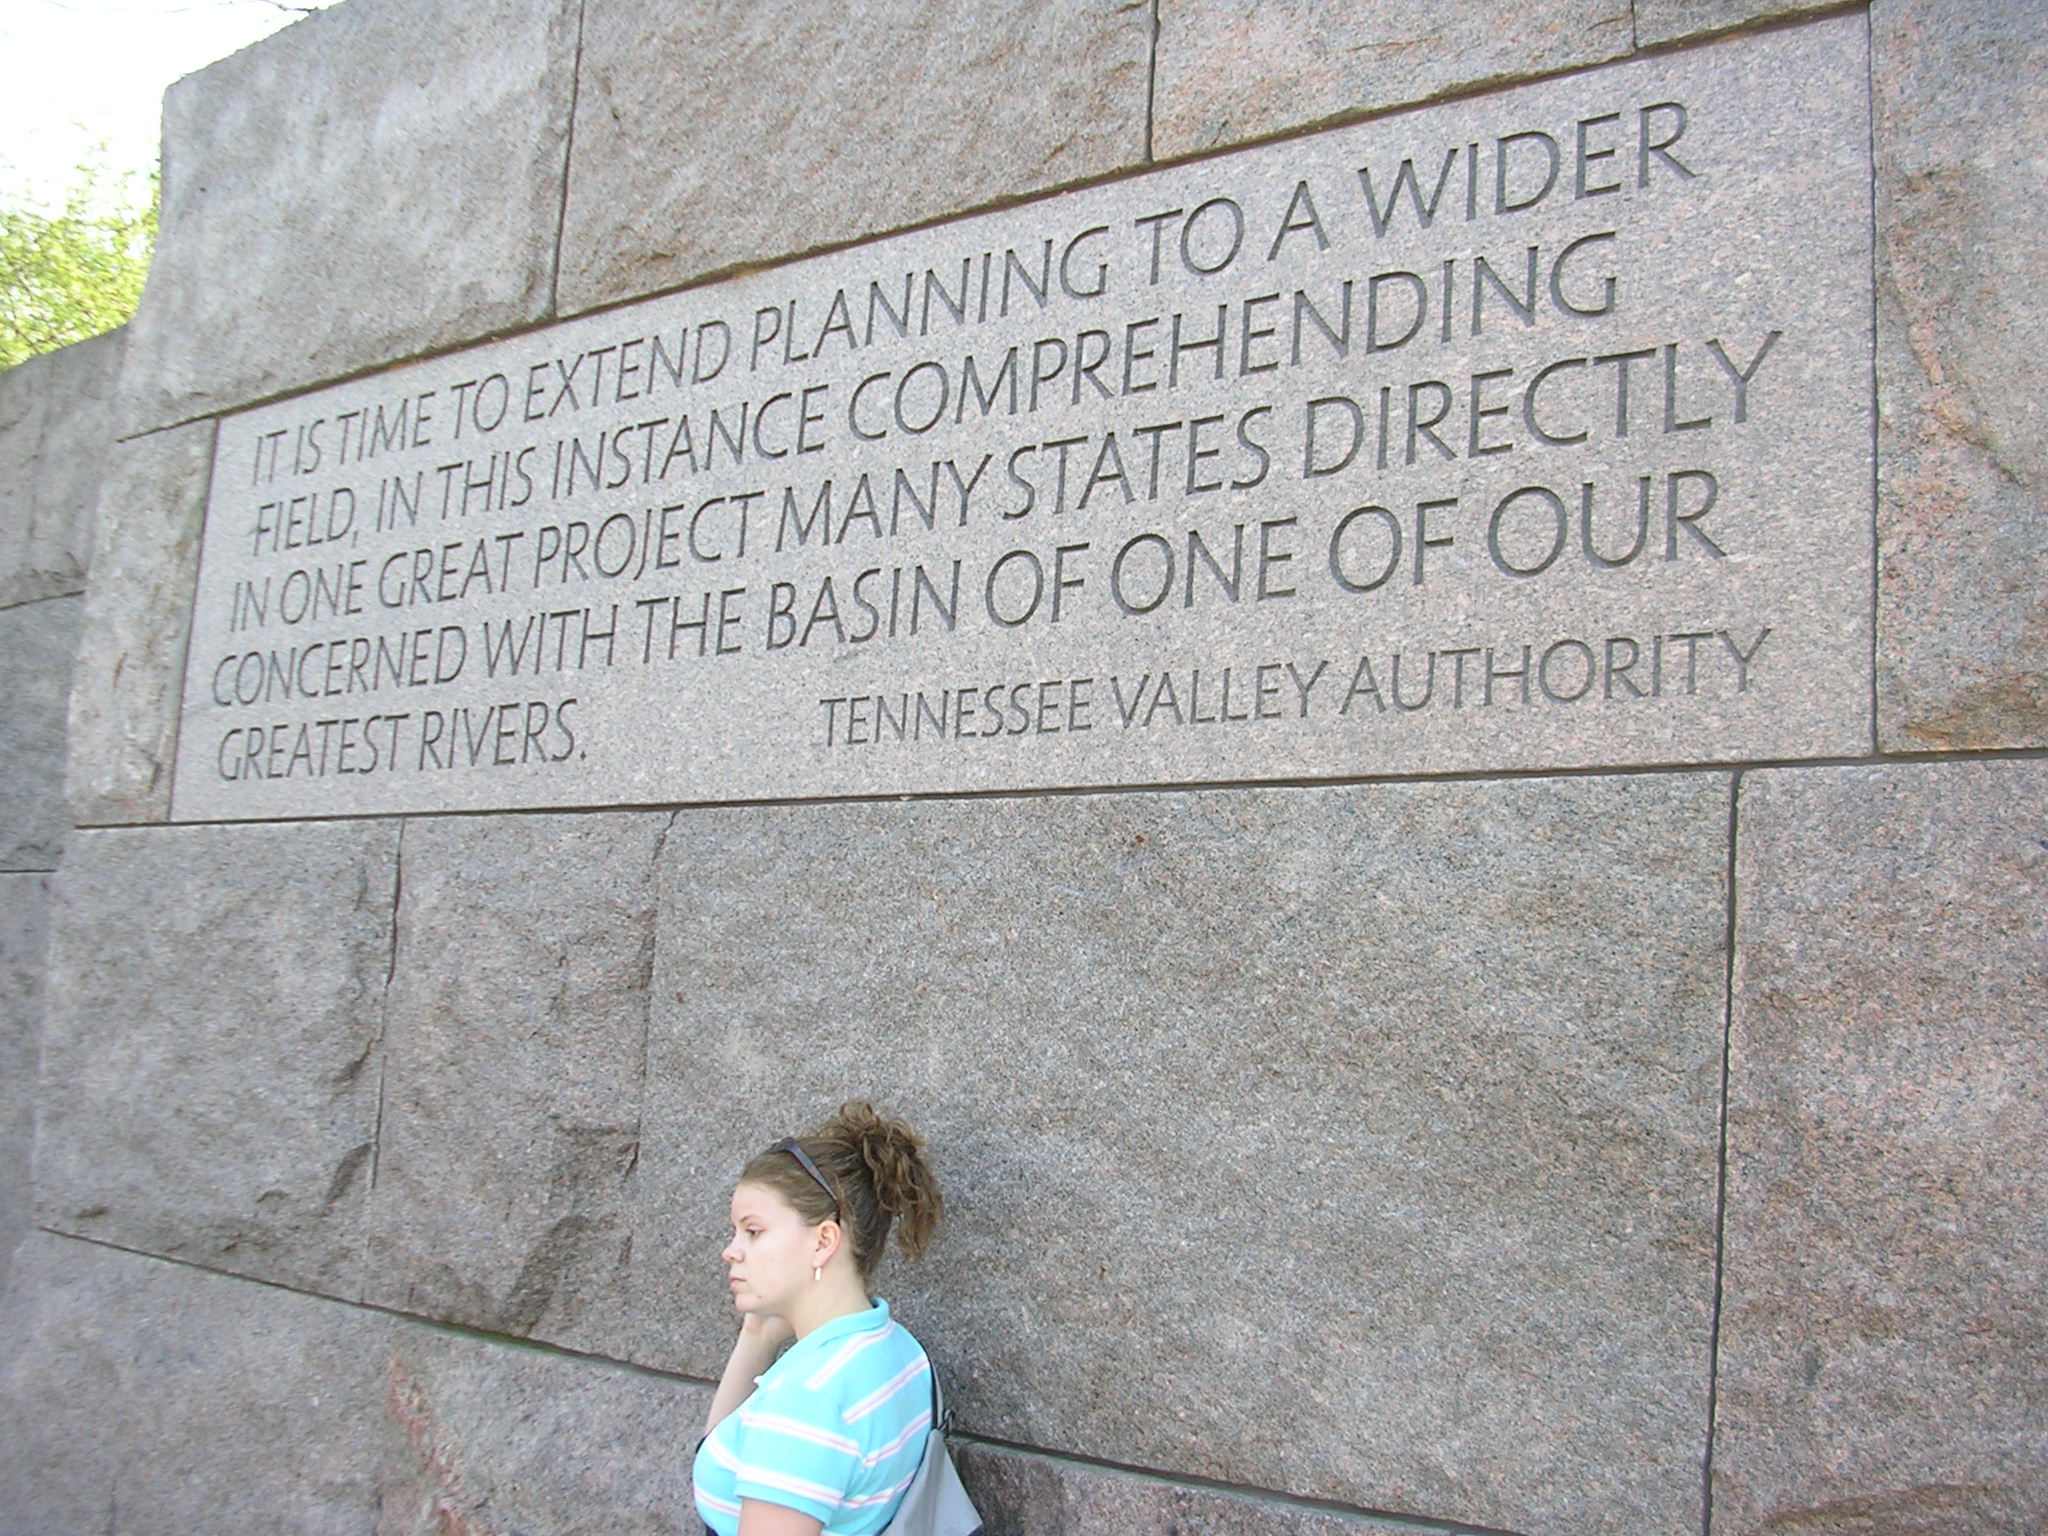 IT IS TIME TO EXTEND PLANNING TO A WIDER
FIELD, IN THIS INSTANCE COMPREHENDING
IN ONE GREAT PROJECT MANY STATES DIRECTLY
CONCERNED WITH THE BASIN OF ONE OF OUR
GREATEST RIVERS.
TENNESSEE VALLEY AUTHORITY